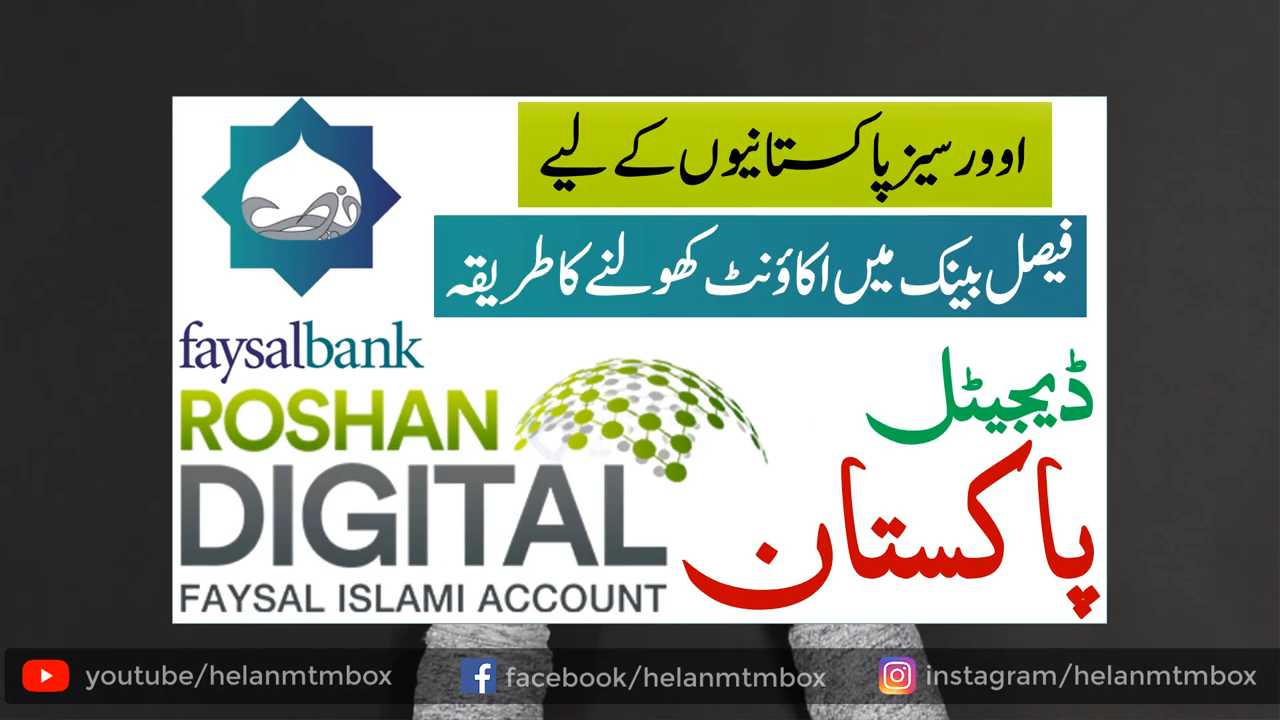 اوورسیز پاکستانیوں کے لیے
فیصل بینک میں اکاؤنٹ کھولنے کا طریقہ
فیصل
faysalbank
ROSHAN
DIGITAL
FAYSAL ISLAMI ACCOUNT
ڈیجیٹل
پاکستان
youtube/helanmtmbox
facebook/helanmtmbox
instagram/helanmtmbox